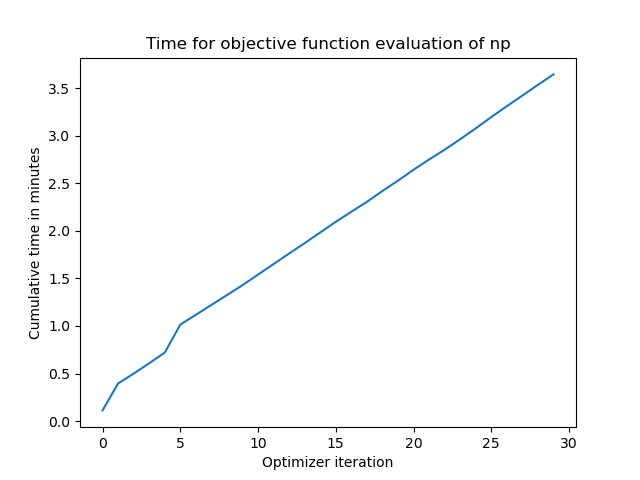 Time for objective function evaluation of np
Cumulative time in minutes
3.5
3.0
2.5
2.0
1.5
1.0
0.5
0.0
0 5 10 15 20 25 30
Optimizer iteration